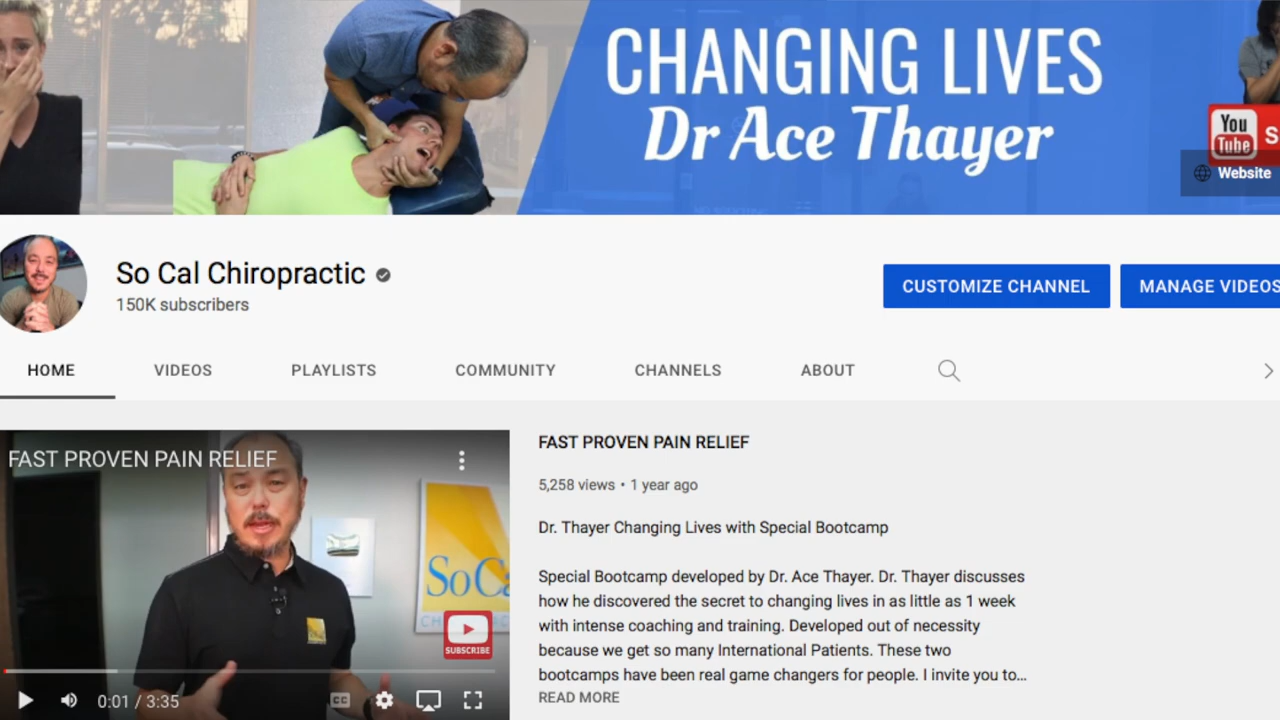 CHANGING LIVES
Dr Ace Thayer
You
Tube
S
Website
So Cal Chiropractic
150K subscribers
CUSTOMIZE CHANNEL
MANAGE VIDEOS
HOME
VIDEOS
PLAYLISTS
COMMUNITY
CHANNELS
ABOUT
FAST PROVEN PAIN RELIEF
So Ca
SUBSCRIBE
CC
0:01 / 3:35
FAST PROVEN PAIN RELIEF
5,258 views • 1 year ago
Dr. Thayer Changing Lives with Special Bootcamp
Special Bootcamp developed by Dr. Ace Thayer. Dr. Thayer discusses
how he discovered the secret to changing lives in as little as 1 week
with intense coaching and training. Developed out of necessity
because we get so many International Patients. These two
bootcamps have been real game changers for people. I invite you to...
READ MORE